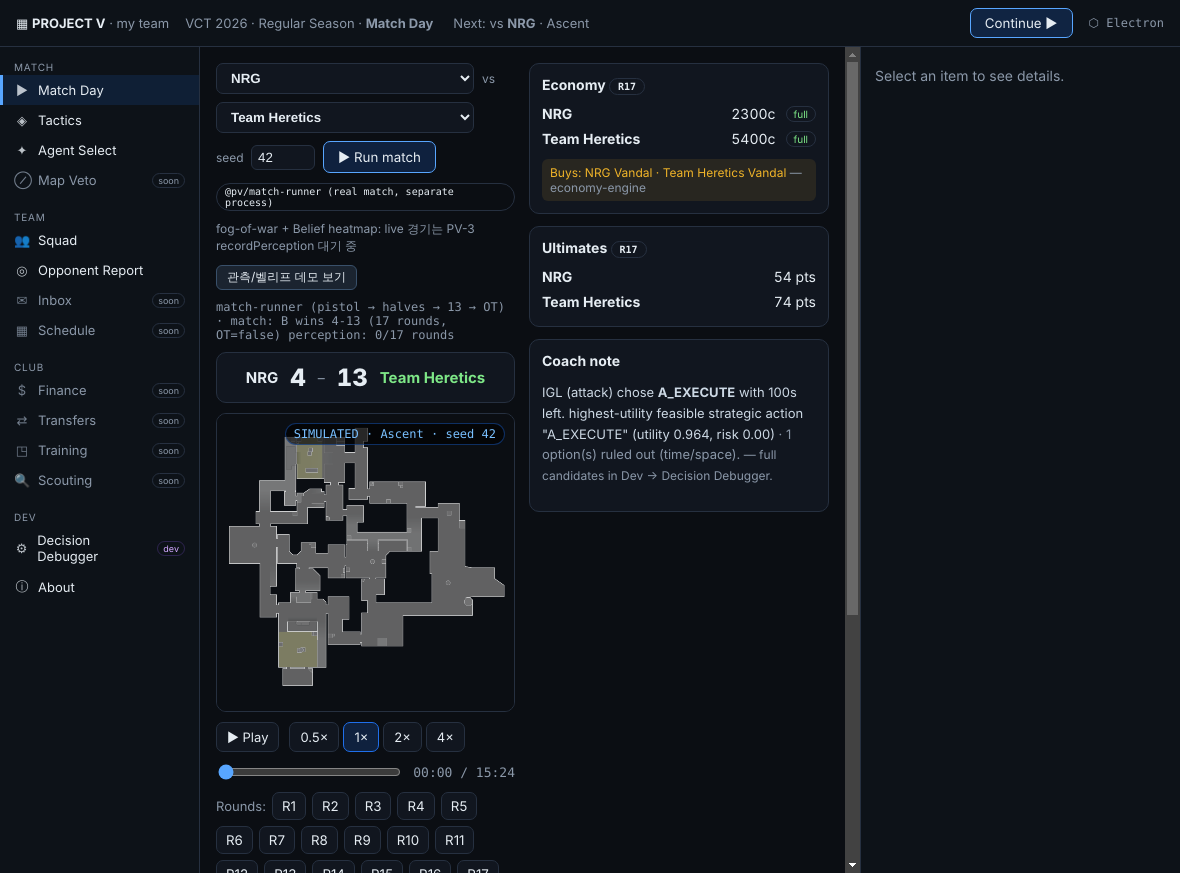 ▦ PROJECT V · my team VCT 2026 · Regular Season · Match Day Next: vs NRG · Ascent Continue ▶ ⬡ Electron
MATCH
▶ Match Day
◈ Tactics
✦ Agent Select
Map Veto soon
TEAM
👥 Squad
◎ Opponent Report
✉ Inbox soon
▦ Schedule soon
CLUB
$ Finance soon
⇄ Transfers soon
◳ Training soon
🔍 Scouting soon
DEV
⚙ Decision
Debugger dev
ⓘ About
NRG vs
Team Heretics
seed 42 ▶ Run match
@pv/match-runner (real match, separate
process)
fog-of-war + Belief heatmap: live 경기는 PV-3
recordPerception 대기 중
관측/벨리프 데모 보기
match-runner (pistol → halves → 13 → OT)
· match: B wins 4-13 (17 rounds,
OT=false) perception: 0/17 rounds
NRG 4 – 13 Team Heretics
SIMULATED · Ascent · seed 42
▶ Play 0.5× 1× 2× 4×
00:00 / 15:24
Rounds: R1 R2 R3 R4 R5
R6 R7 R8 R9 R10 R11
R12 R13 R14 R15 R16 R17
Economy R17
NRG 2300c full
Team Heretics 5400c full
Buys: NRG Vandal · Team Heretics Vandal —
economy-engine
Ultimates R17
NRG 54 pts
Team Heretics 74 pts
Coach note
IGL (attack) chose A_EXECUTE with 100s
left. highest-utility feasible strategic action
"A_EXECUTE" (utility 0.964, risk 0.00) · 1
option(s) ruled out (time/space). — full
candidates in Dev → Decision Debugger.
Select an item to see details.